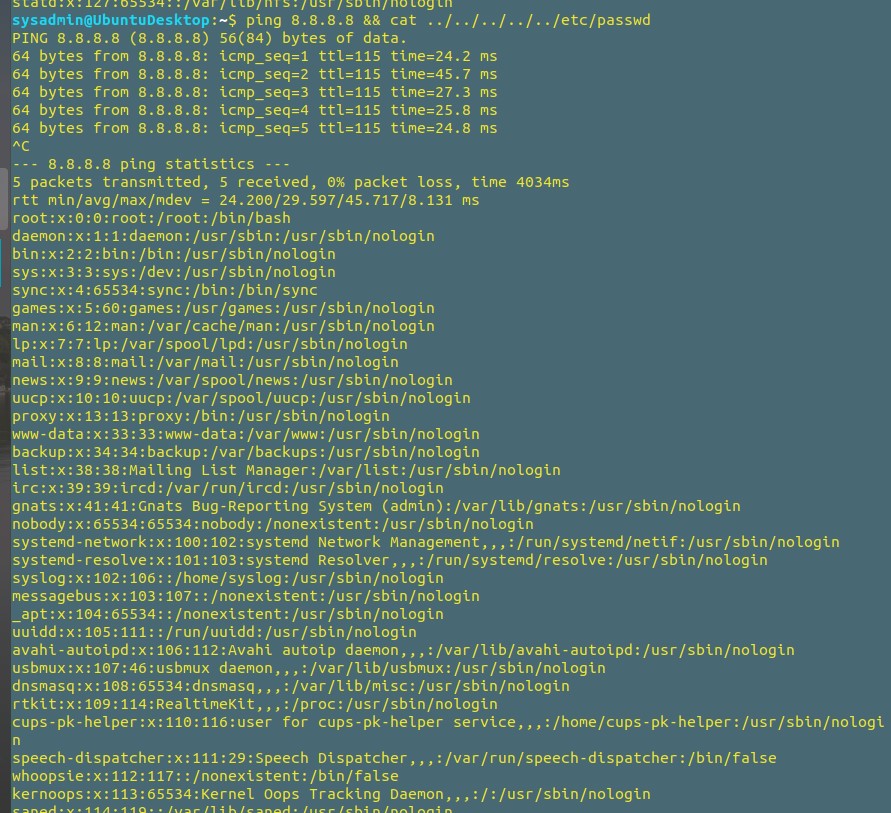 statd:x:127:65534::/var/lib/nfs:/usr/sbin/nologin
sysadmin@UbuntuDesktop:~$ ping 8.8.8.8 && cat ../../../../../etc/passwd
PING 8.8.8.8 (8.8.8.8) 56(84) bytes of data.
64 bytes from 8.8.8.8: icmp_seq=1 ttl=115 time=24.2 ms
64 bytes from 8.8.8.8: icmp_seq=2 ttl=115 time=45.7 ms
64 bytes from 8.8.8.8: icmp_seq=3 ttl=115 time=27.3 ms
64 bytes from 8.8.8.8: icmp_seq=4 ttl=115 time=25.8 ms
64 bytes from 8.8.8.8: icmp_seq=5 ttl=115 time=24.8 ms
^C
--- 8.8.8.8 ping statistics ---
5 packets transmitted, 5 received, 0% packet loss, time 4034ms
rtt min/avg/max/mdev = 24.200/29.597/45.717/8.131 ms
root:x:0:0:root:/root:/bin/bash
daemon:x:1:1:daemon:/usr/sbin:/usr/sbin/nologin
bin:x:2:2:bin:/bin:/usr/sbin/nologin
sys:x:3:3:sys:/dev:/usr/sbin/nologin
sync:x:4:65534:sync:/bin:/bin/sync
games:x:5:60:games:/usr/games:/usr/sbin/nologin
man:x:6:12:man:/var/cache/man:/usr/sbin/nologin
lp:x:7:7:lp:/var/spool/lpd:/usr/sbin/nologin
mail:x:8:8:mail:/var/mail:/usr/sbin/nologin
news:x:9:9:news:/var/spool/news:/usr/sbin/nologin
uucp:x:10:10:uucp:/var/spool/uucp:/usr/sbin/nologin
proxy:x:13:13:proxy:/bin:/usr/sbin/nologin
www-data:x:33:33:www-data:/var/www:/usr/sbin/nologin
backup:x:34:34:backup:/var/backups:/usr/sbin/nologin
list:x:38:38:Mailing List Manager:/var/list:/usr/sbin/nologin
irc:x:39:39:ircd:/var/run/ircd:/usr/sbin/nologin
gnats:x:41:41:Gnats Bug-Reporting System (admin):/var/lib/gnats:/usr/sbin/nologin
nobody:x:65534:65534:nobody:/nonexistent:/usr/sbin/nologin
systemd-network:x:100:102:systemd Network Management,,,:/run/systemd/netif:/usr/sbin/nologin
systemd-resolve:x:101:103:systemd Resolver,,,:/run/systemd/resolve:/usr/sbin/nologin
syslog:x:102:106::/home/syslog:/usr/sbin/nologin
messagebus:x:103:107::/nonexistent:/usr/sbin/nologin
_apt:x:104:65534::/nonexistent:/usr/sbin/nologin
uuidd:x:105:111::/run/uuidd:/usr/sbin/nologin
avahi-autoipd:x:106:112:Avahi autoip daemon,,,:/var/lib/avahi-autoipd:/usr/sbin/nologin
usbmux:x:107:46:usbmux daemon,,,:/var/lib/usbmux:/usr/sbin/nologin
dnsmasq:x:108:65534:dnsmasq,,,:/var/lib/misc:/usr/sbin/nologin
rtkit:x:109:114:RealtimeKit,,,:/proc:/usr/sbin/nologin
cups-pk-helper:x:110:116:user for cups-pk-helper service,,,:/home/cups-pk-helper:/usr/sbin/nologi
n
speech-dispatcher:x:111:29:Speech Dispatcher,,,:/var/run/speech-dispatcher:/bin/false
whoopsie:x:112:117::/nonexistent:/bin/false
kernoops:x:113:65534:Kernel Oops Tracking Daemon,,,:/:/usr/sbin/nologin
saned:x:114:119::/var/lib/saned:/usr/sbin/nologin